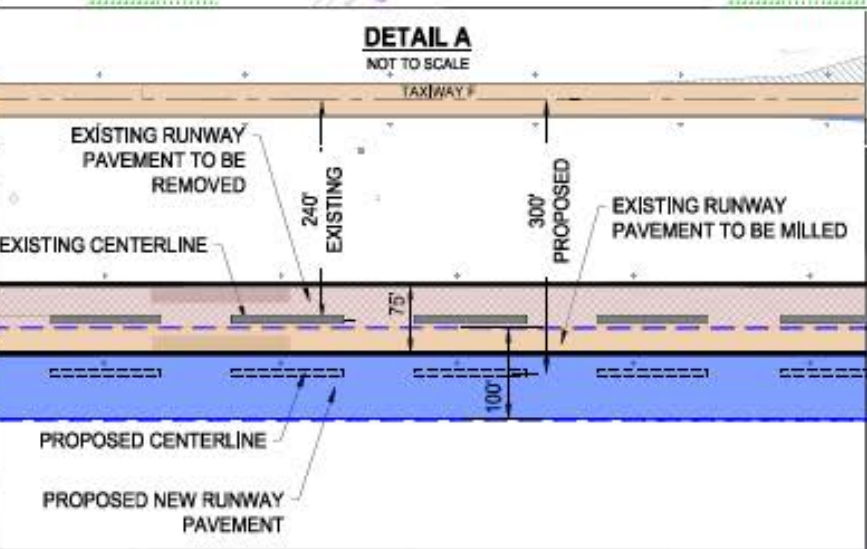 DETAIL A
NOT TO SCALE
TAXIWAY F
EXISTING RUNWAY
PAVEMENT TO BE
REMOVED
240'
EXISTING
300'
PROPOSED
EXISTING RUNWAY
PAVEMENT TO BE MILLED
EXISTING CENTERLINE
75'
100'
PROPOSED CENTERLINE
PROPOSED NEW RUNWAY
PAVEMENT